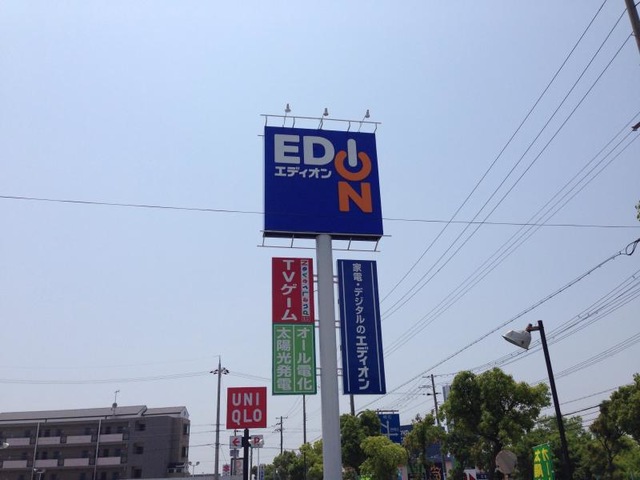 EDION
エディオン
TVゲーム
オール電化
太陽光発電
家電・デジタルのエディオン
UNI
QLO